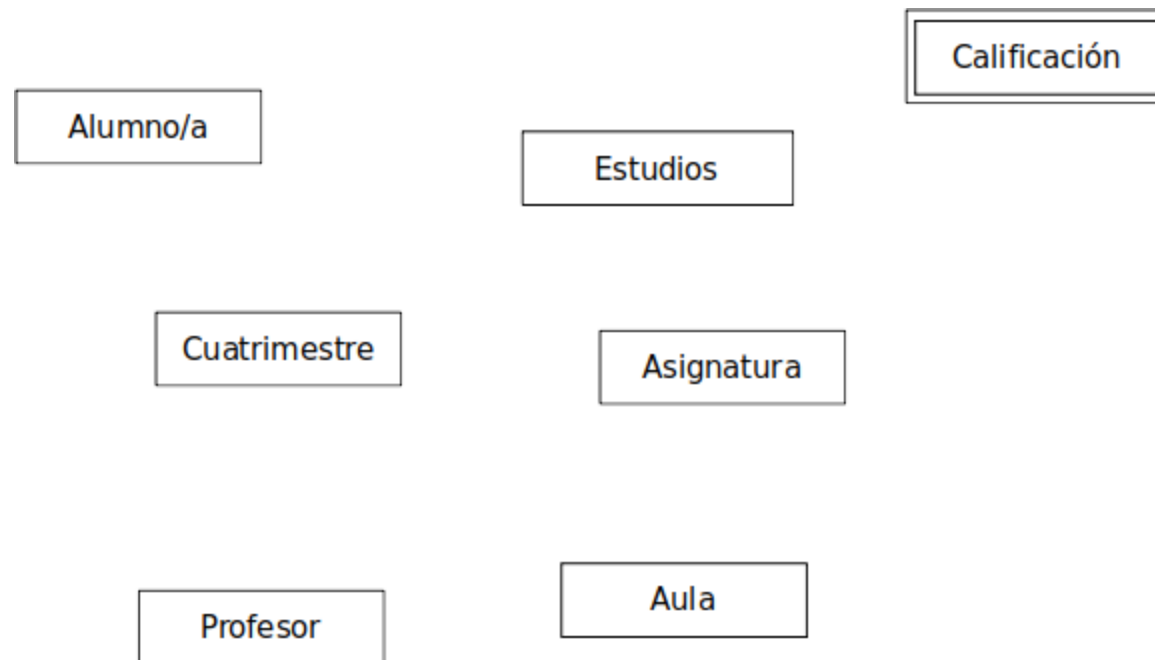 Calificación
Alumno/a
Estudios
Cuatrimestre
Asignatura
Aula
Profesor